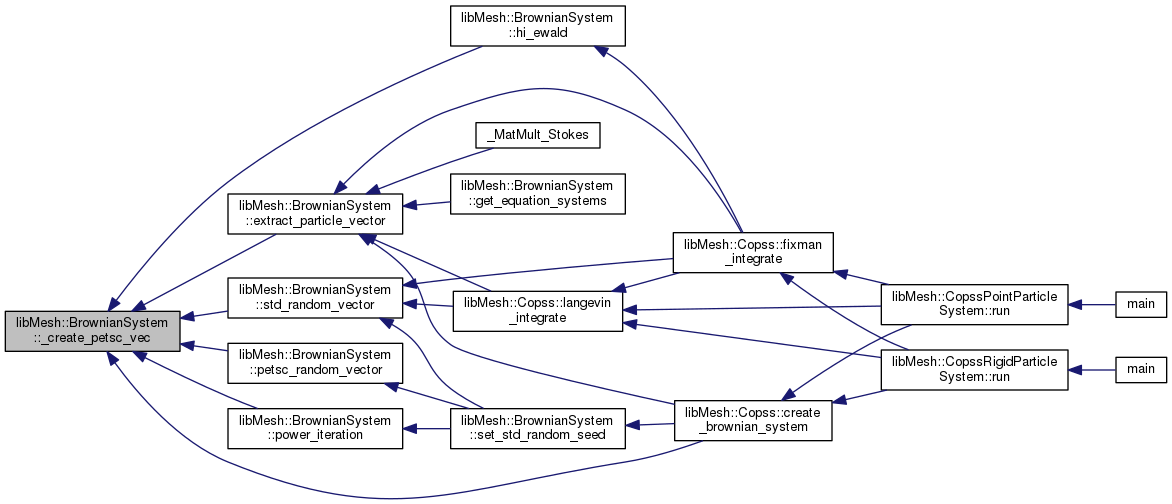 libMesh::BrownianSystem
::hi_ewald
_MatMult_Stokes
libMesh::BrownianSystem
::get_equation_systems
libMesh::BrownianSystem
::extract_particle_vector
libMesh::Copss::fixman
_integrate
libMesh::BrownianSystem
::std_random_vector
libMesh::Copss::langevin
_integrate
libMesh::CopssPointParticle
System::run
main
libMesh::BrownianSystem
::_create_petsc_vec
libMesh::BrownianSystem
::petsc_random_vector
libMesh::CopssRigidParticle
System::run
main
libMesh::BrownianSystem
::power_iteration
libMesh::BrownianSystem
::set_std_random_seed
libMesh::Copss::create
_brownian_system